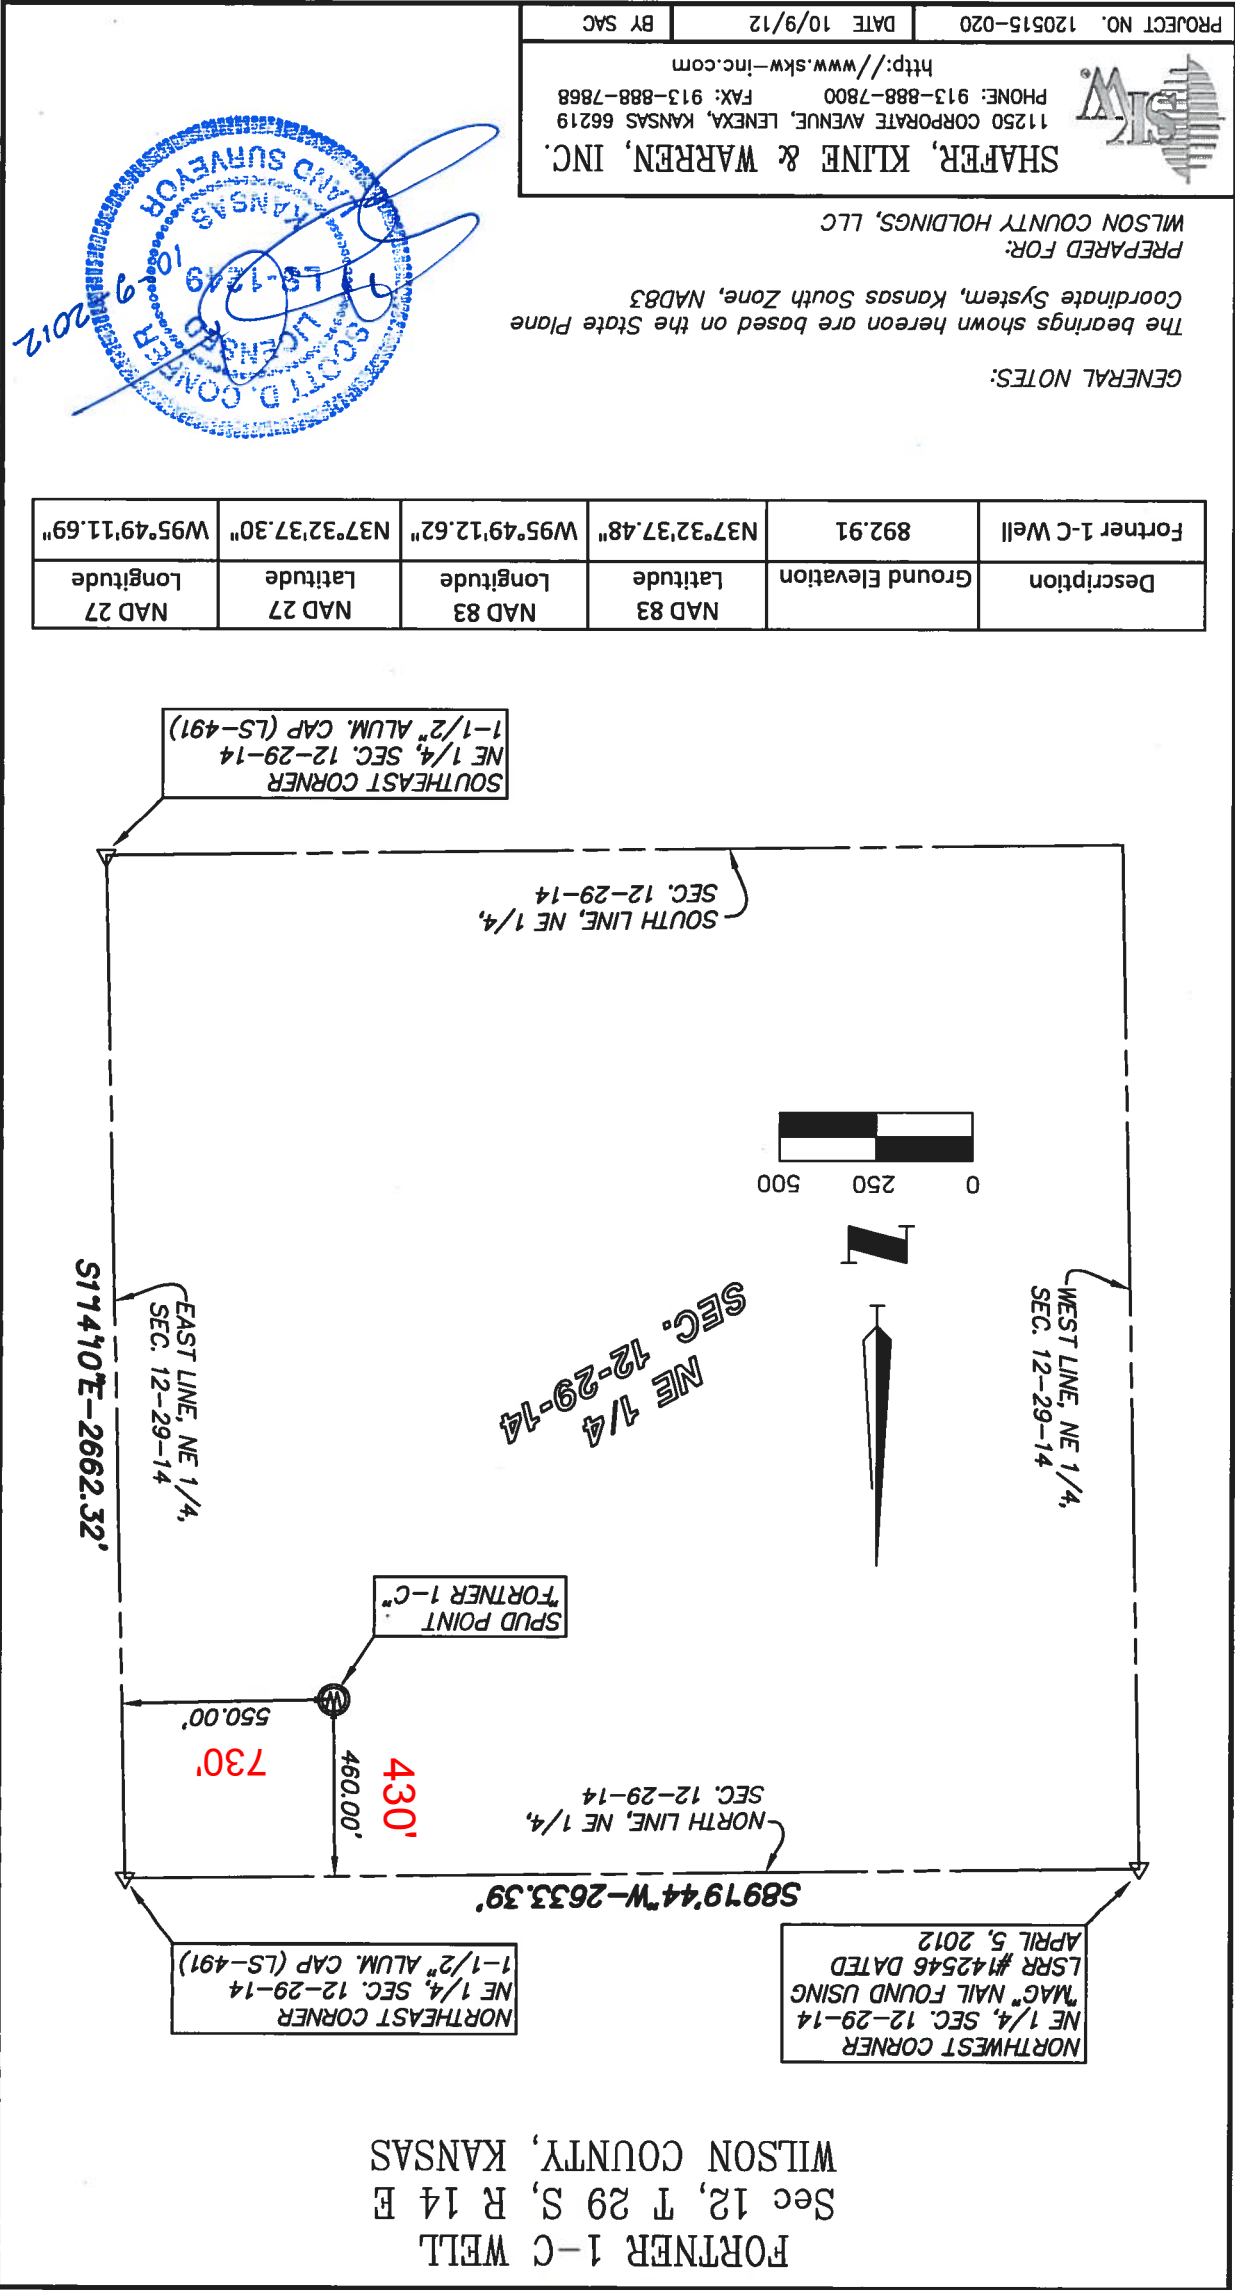 FORTNER 1-C WELL
Sec 12, T 29 S, R 14 E
WILSON COUNTY, KANSAS
NORTHWEST CORNER
NE 1/4, SEC. 12-29-14
"MAG" NAIL FOUND USING
LSRR #142546 DATED
APRIL 5, 2012
NORTHEAST CORNER
NE 1/4, SEC. 12-29-14
1-1/2" ALUM. CAP (LS-491)
S89°19'44"W-2633.39'
NORTH LINE, NE 1/4,
SEC. 12-29-14
460.00'
430'
730'
550.00'
SPUD POINT
"FORTNER 1-C"
WEST LINE, NE 1/4,
SEC. 12-29-14
NE 1/4
SEC. 12-29-14
EAST LINE, NE 1/4,
SEC. 12-29-14
S1°14'10"E-2662.32'
N
0 250 500
SOUTH LINE, NE 1/4,
SEC. 12-29-14
SOUTHEAST CORNER
NE 1/4, SEC. 12-29-14
1-1/2" ALUM. CAP (LS-491)
Description Ground Elevation NAD 83 Latitude NAD 83 Longitude NAD 27 Latitude NAD 27 Longitude
Fortner 1-C Well 892.91 N37°32'37.48" W95°49'12.62" N37°32'37.30" W95°49'11.69"
GENERAL NOTES:
The bearings shown hereon are based on the State Plane
Coordinate System, Kansas South Zone, NAD83
PREPARED FOR:
WILSON COUNTY HOLDINGS, LLC
SCOTT D. CONFER
LICENSED
LS-1249
KANSAS
LAND SURVEYOR
10-9-2012
SKW
SHAFER, KLINE & WARREN, INC.
11250 CORPORATE AVENUE, LENEXA, KANSAS 66219
PHONE: 913-888-7800 FAX: 913-888-7868
http://www.skw-inc.com
PROJECT NO. 120515-020 DATE 10/9/12 BY SAC